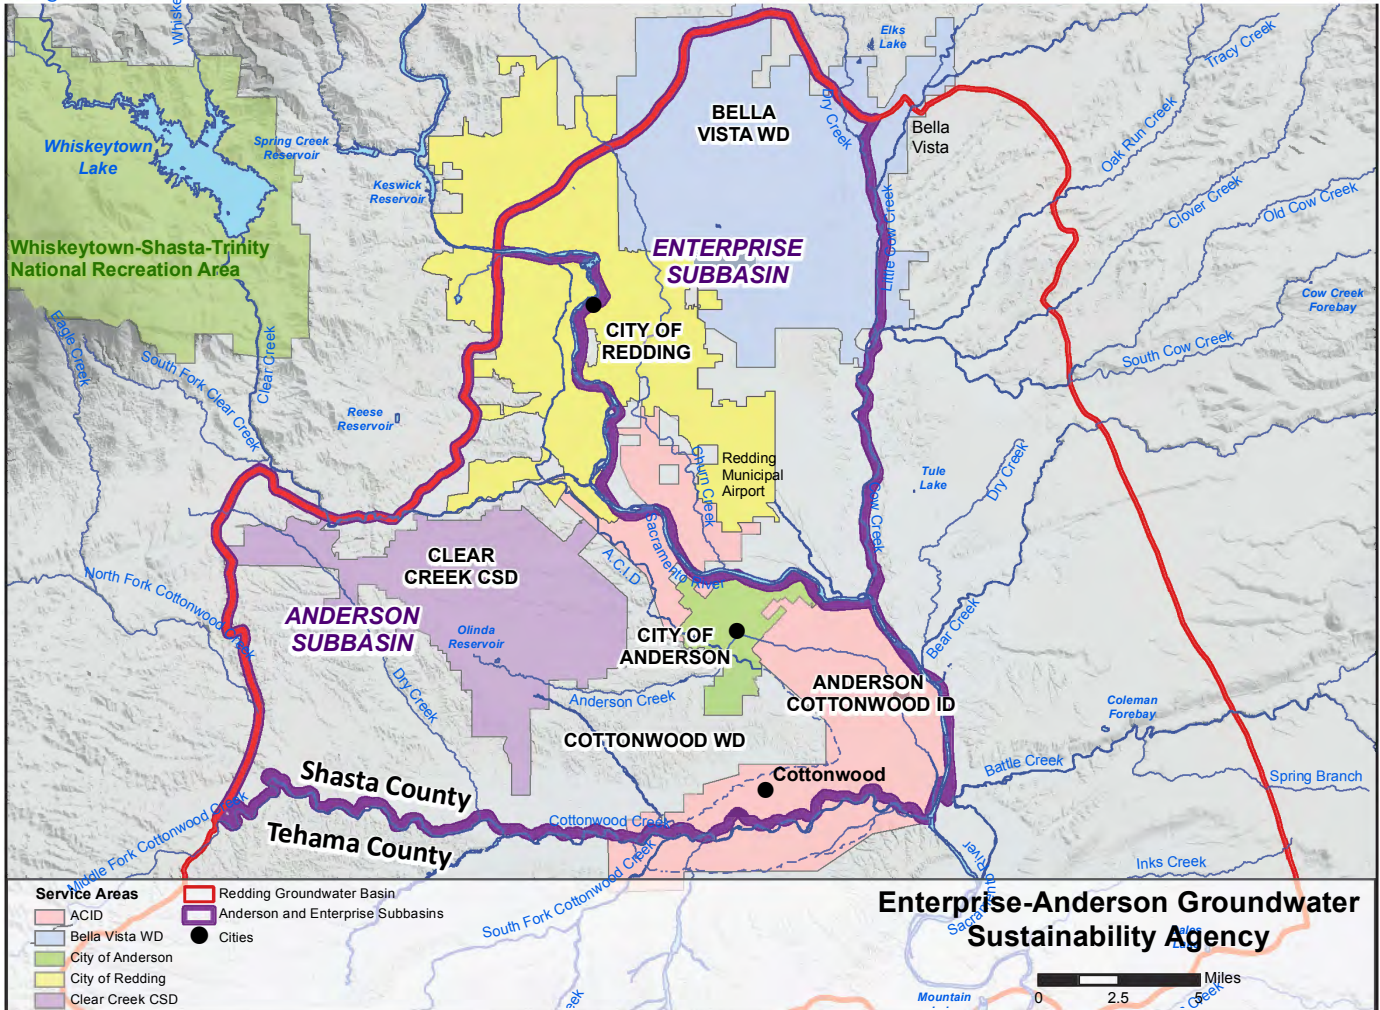 Whiske
Elks
Lake
Tracy Creek
BELLA
VISTA WD
Dry Creek
Bella
Vista
Oak Run Creek
Whiskeytown
Lake
Spring Creek
Reservoir
Keswick
Reservoir
Clover Creek
Old Cow Creek
Little Cow Creek
Whiskeytown-Shasta-Trinity
National Recreation Area
ENTERPRISE
SUBBASIN
Cow Creek
Forebay
Eagle Creek
South Fork Clear Creek
Clear Creek
CITY OF
REDDING
South Cow Creek
Reese
Reservoir
Churn Creek
Redding
Municipal
Airport
Tule
Lake
Dry Creek
Cow Creek
CLEAR
CREEK CSD
A.C.I.D
Sacramento River
North Fork Cottonwood Creek
ANDERSON
SUBBASIN
Olinda
Reservoir
CITY OF
ANDERSON
Bear Creek
Dry Creek
Anderson Creek
ANDERSON
COTTONWOOD ID
Coleman
Forebay
COTTONWOOD WD
Battle Creek
Spring Branch
Shasta County
Cottonwood
Middle Fork Cottonwood Creek
Tehama County
Cottonwood Creek
Sacramento River
Inks Creek
South Fork Cottonwood Creek
Service Areas
ACID
Bella Vista WD
City of Anderson
City of Redding
Clear Creek CSD
Redding Groundwater Basin
Anderson and Enterprise Subbasins
Cities
Enterprise-Anderson Groundwater
Sustainability Agency
Miles
0 2.5 5
Mountain
eek
Creek